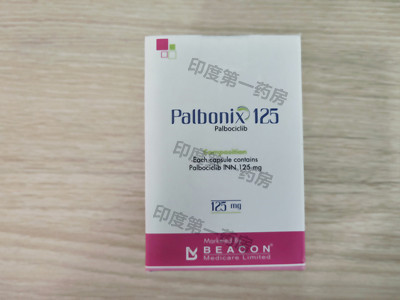 印度第一药房
Palbonix 125
Palbociclib
Composition
Each capsule contains
Palbociclib INN 125 mg
印度第一药房
125 mg
印度第一药房
Marketed By
BEACON
Medicare Limited